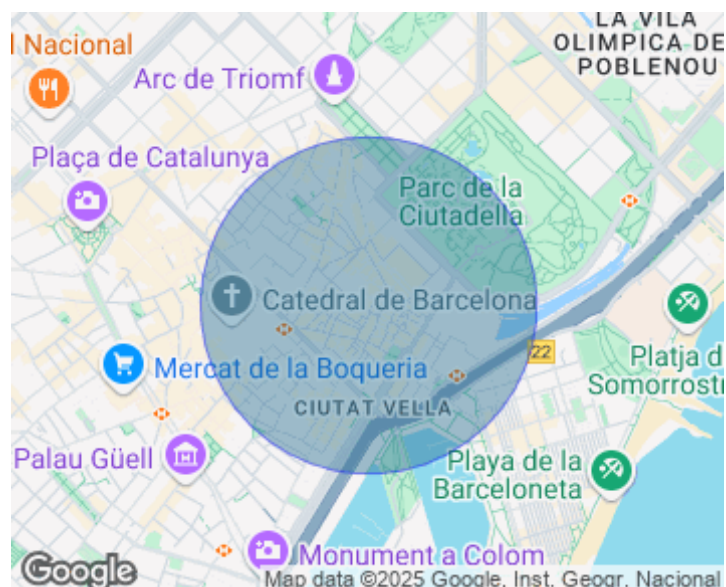 LA VILA
OLIMPICA DE
POBLENOU
l Nacional
Arc de Triomf
Plaça de Catalunya
Parc de la
Ciutadella
Catedral de Barcelona
22
Mercat de la Boqueria
Platja d
Somorrostr
CIUTAT VELLA
Palau Güell
Playa de la
Barceloneta
Monument a Colom
Google
Map data ©2025 Google, Inst. Geogr. Nacional